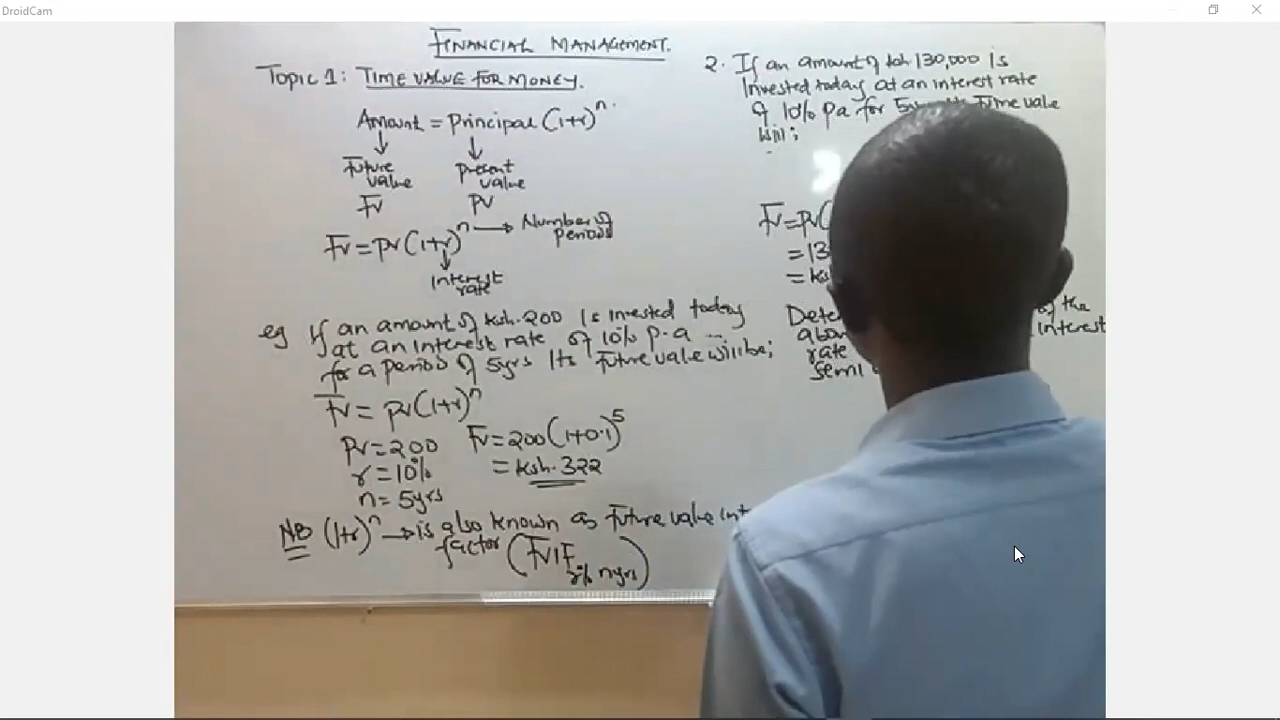 DroidCam
FINANCIAL MANAGEMENT.
Topic 1: TIME VALUE FOR MONEY.
Amount = Principal (1+r)^n.
Future value
Present value
FV
PV
FV=PV(1+r)^n → Number of Periods
Interest rate
eg If an amount of ksh.200 is invested today
at an interest rate of 10% p.a ...
for a period of 5yrs Its Future value will be;
FV = PV(1+r)^n
PV=200
r=10%
n=5yrs
FV=200(1+0.1)^5
= ksh.322
NB (1+r)^n → is also known as Future value int
factor (FVIF r% nyrs)
2. If an amount of ksh 130,000 is
Invested today at an interest rate
of 10% pa for Future value
will;
FV=PV(
=13
=ks
Dete of the
abov interest
rate
semi